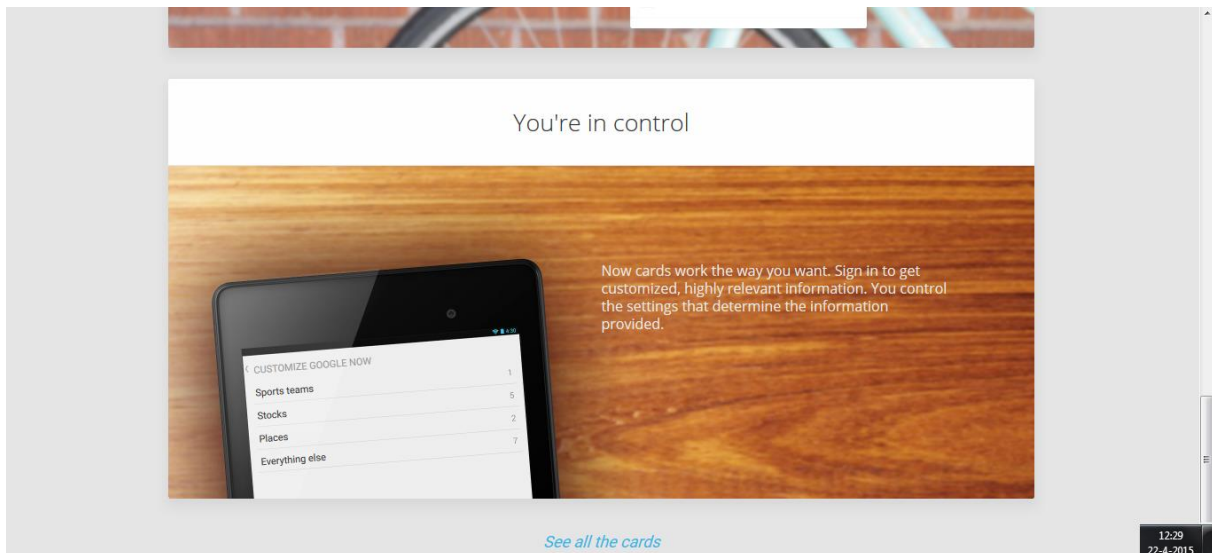 You're in control
Now cards work the way you want. Sign in to get
customized, highly relevant information. You control
the settings that determine the information
provided.
4:30
CUSTOMIZE GOOGLE NOW
Sports teams 1
Stocks 5
Places 2
Everything else 7
See all the cards
12:29
22-4-2015